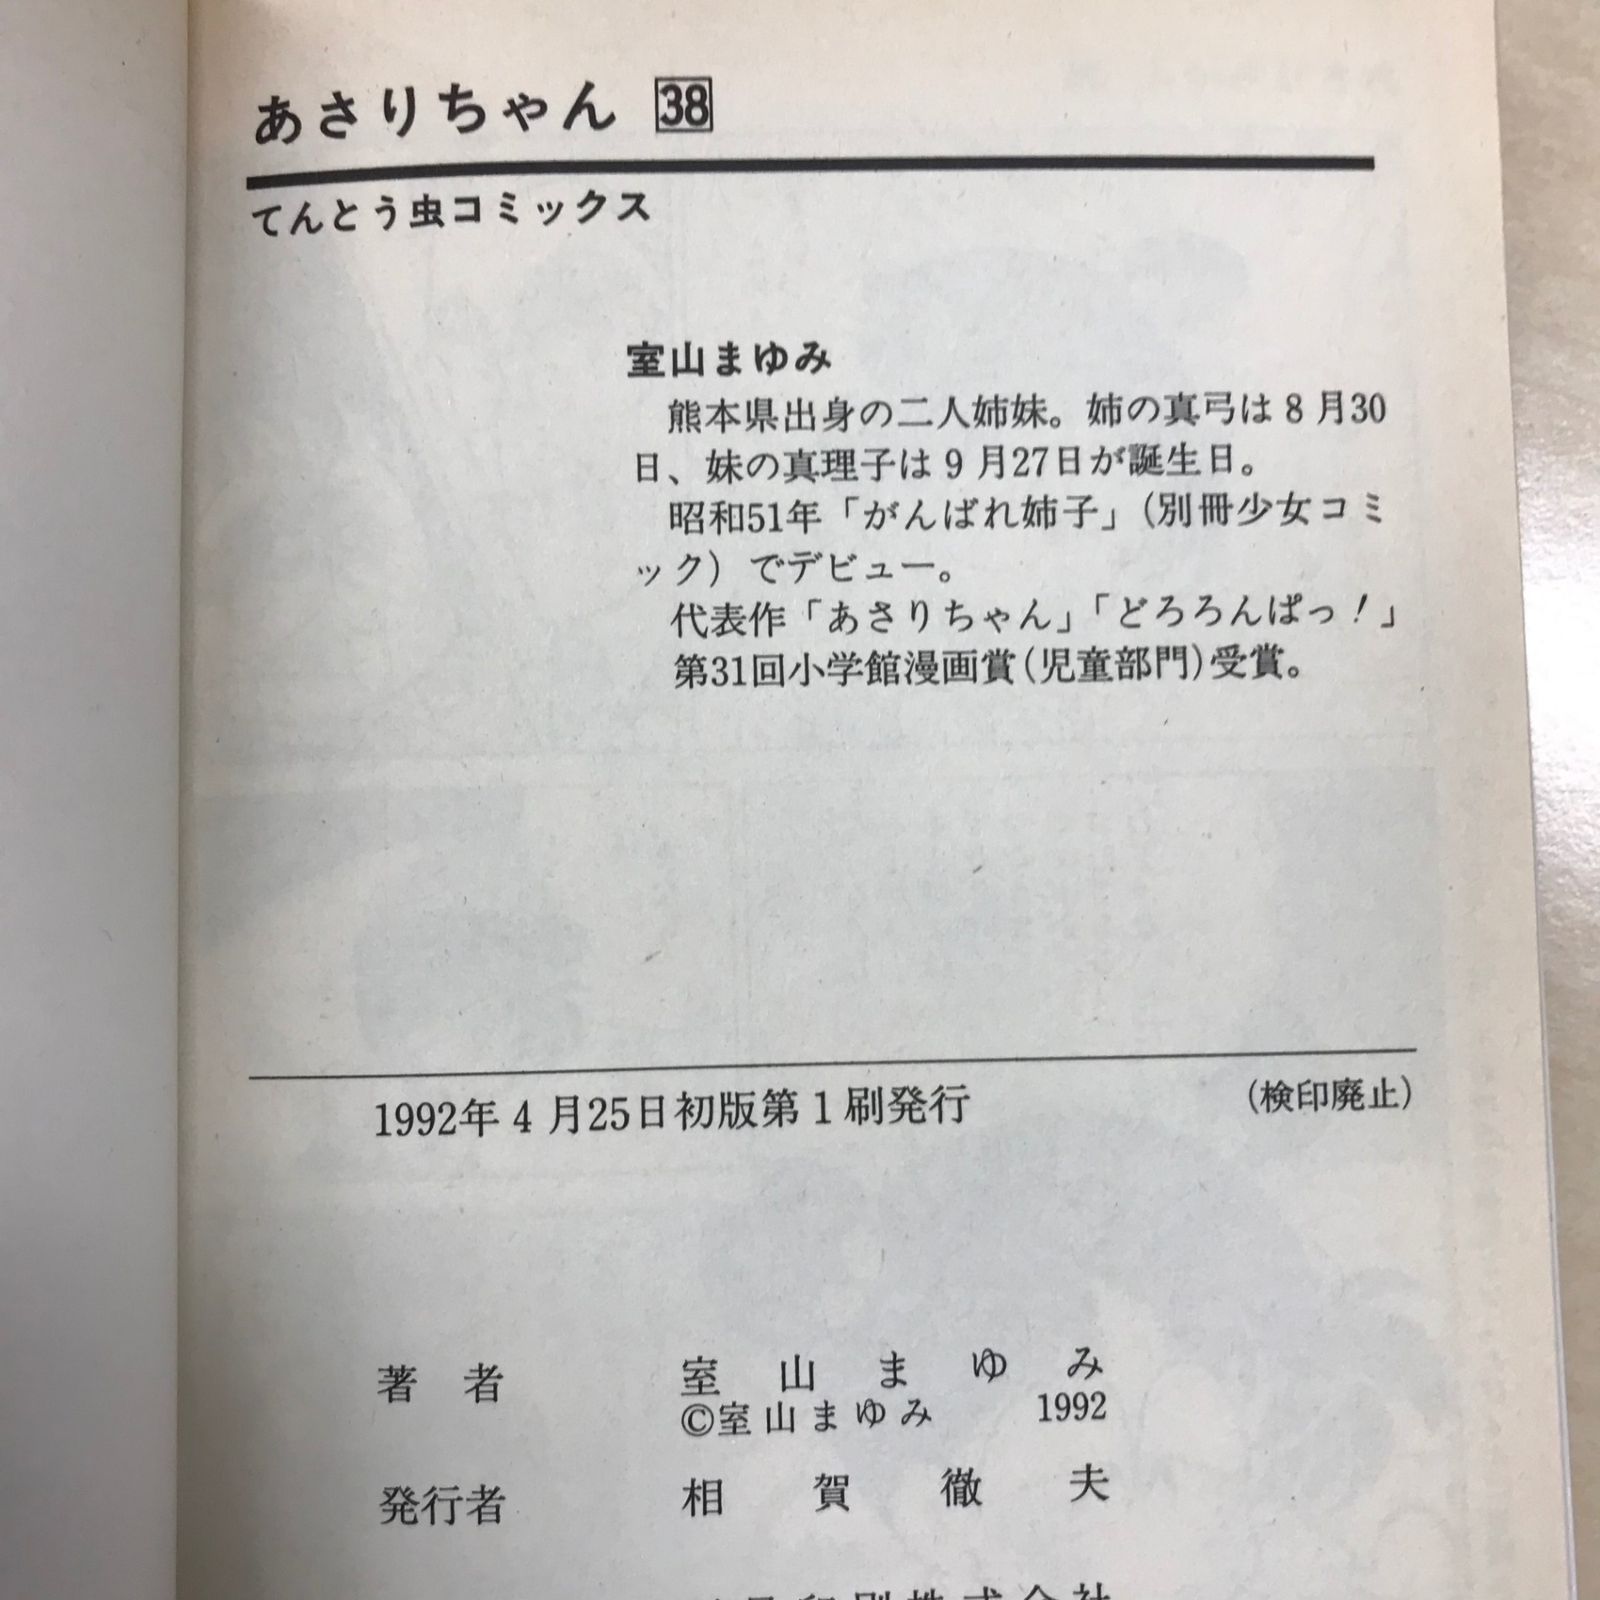 あさりちゃん 38
てんとう虫コミックス
室山まゆみ
熊本県出身の二人姉妹。姉の真弓は8月30
日、妹の真理子は9月27日が誕生日。
昭和51年「がんばれ姉子」(別冊少女コミ
ック)でデビュー。
代表作「あさりちゃん」「どろろんぱっ!」
第31回小学館漫画賞(児童部門)受賞。
1992年4月25日初版第1刷発行 (検印廃止)
著者 室山まゆみ
©室山まゆみ 1992
発行者 相賀徹夫
印刷株式会社